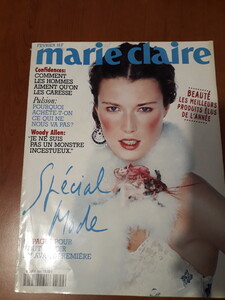 marie claire
Confidences:
COMMENT
LES HOMMES
AIMENT QU'ON
LES CARESSE
Pulsion:
POURQUOI
ACHÈTE-T-ON
CE QUI NE
NOUS VA PAS?
Woody Allen:
"JE NE SUIS
PAS UN MONSTRE
INCESTUEUX."
BEAUTÉ
LES MEILLEURS
PRODUITS ÉLUS
DE L'ANNÉE
Spécial
Mode
POUR